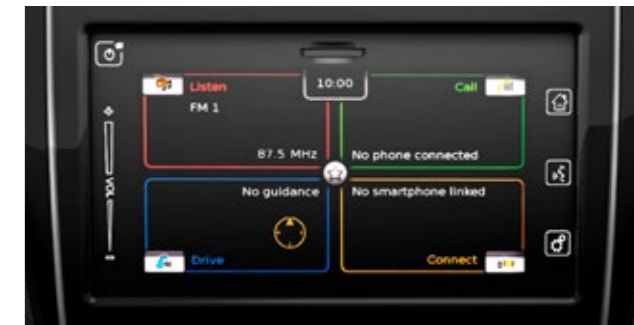 10:00
Listen
Call
FM 1
87.5 MHz
No phone connected
No guidance
No smartphone linked
VOL
Drive
Connect